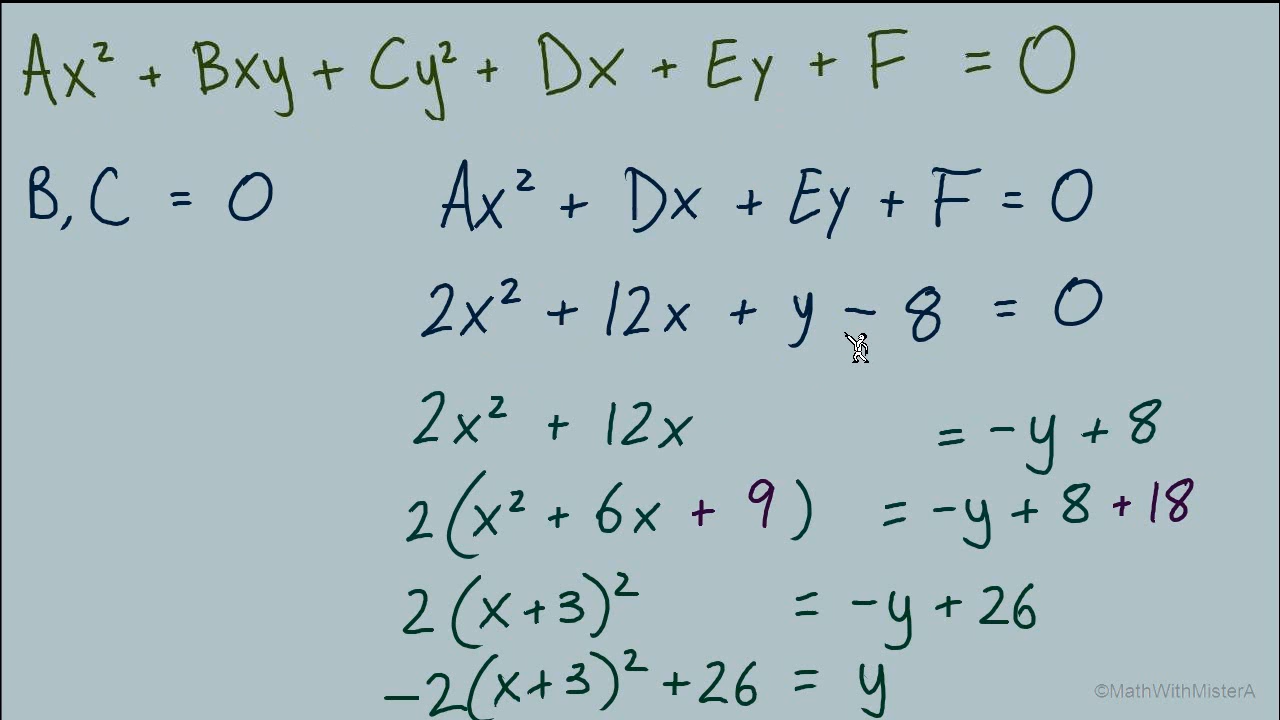 Ax² + Bxy + Cy² + Dx + Ey + F = 0
B, C = 0    Ax² + Dx + Ey + F = 0
2x² + 12x + y - 8 = 0
2x² + 12x = -y + 8
2(x² + 6x + 9) = -y + 8 + 18
2(x+3)² = -y + 26
-2(x+3)² + 26 = y
©MathWithMisterA